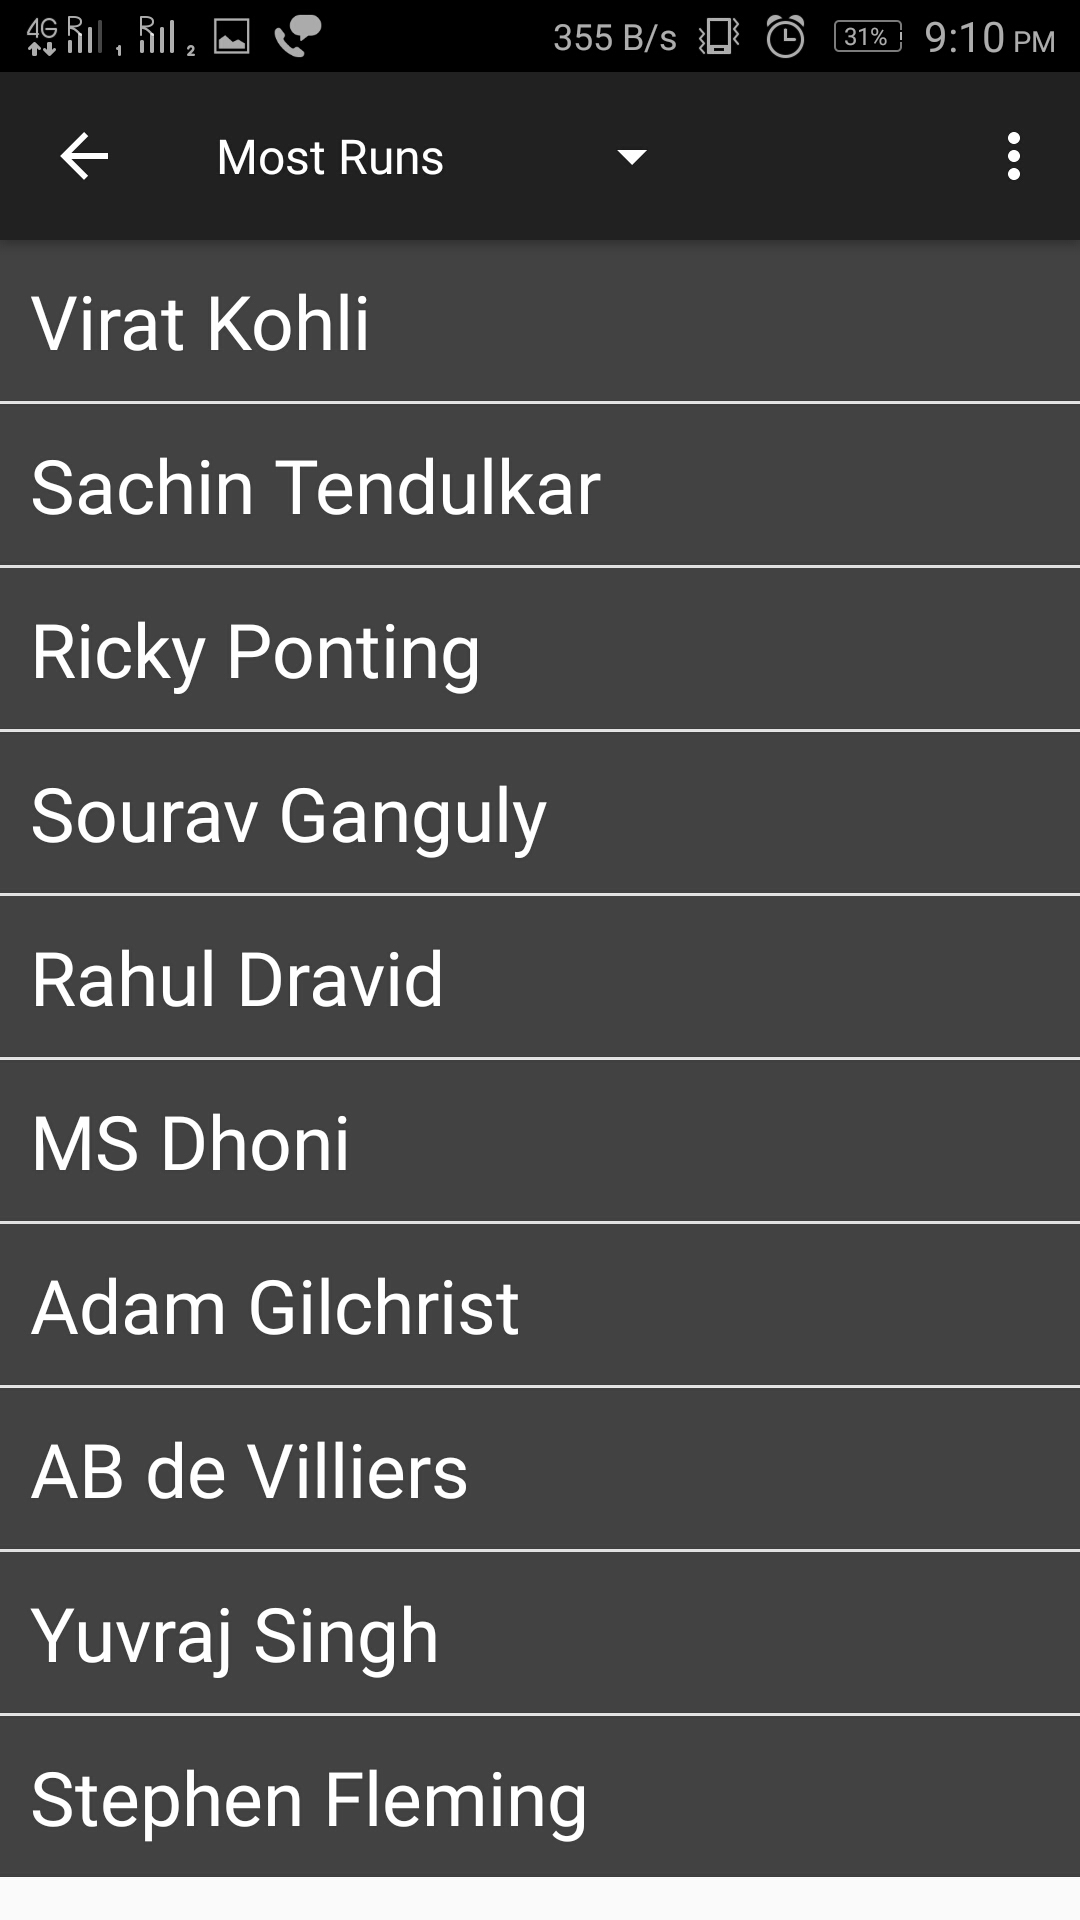 4G R 1 R 2 355 B/s 31% 9:10 PM
Most Runs
Virat Kohli
Sachin Tendulkar
Ricky Ponting
Sourav Ganguly
Rahul Dravid
MS Dhoni
Adam Gilchrist
AB de Villiers
Yuvraj Singh
Stephen Fleming